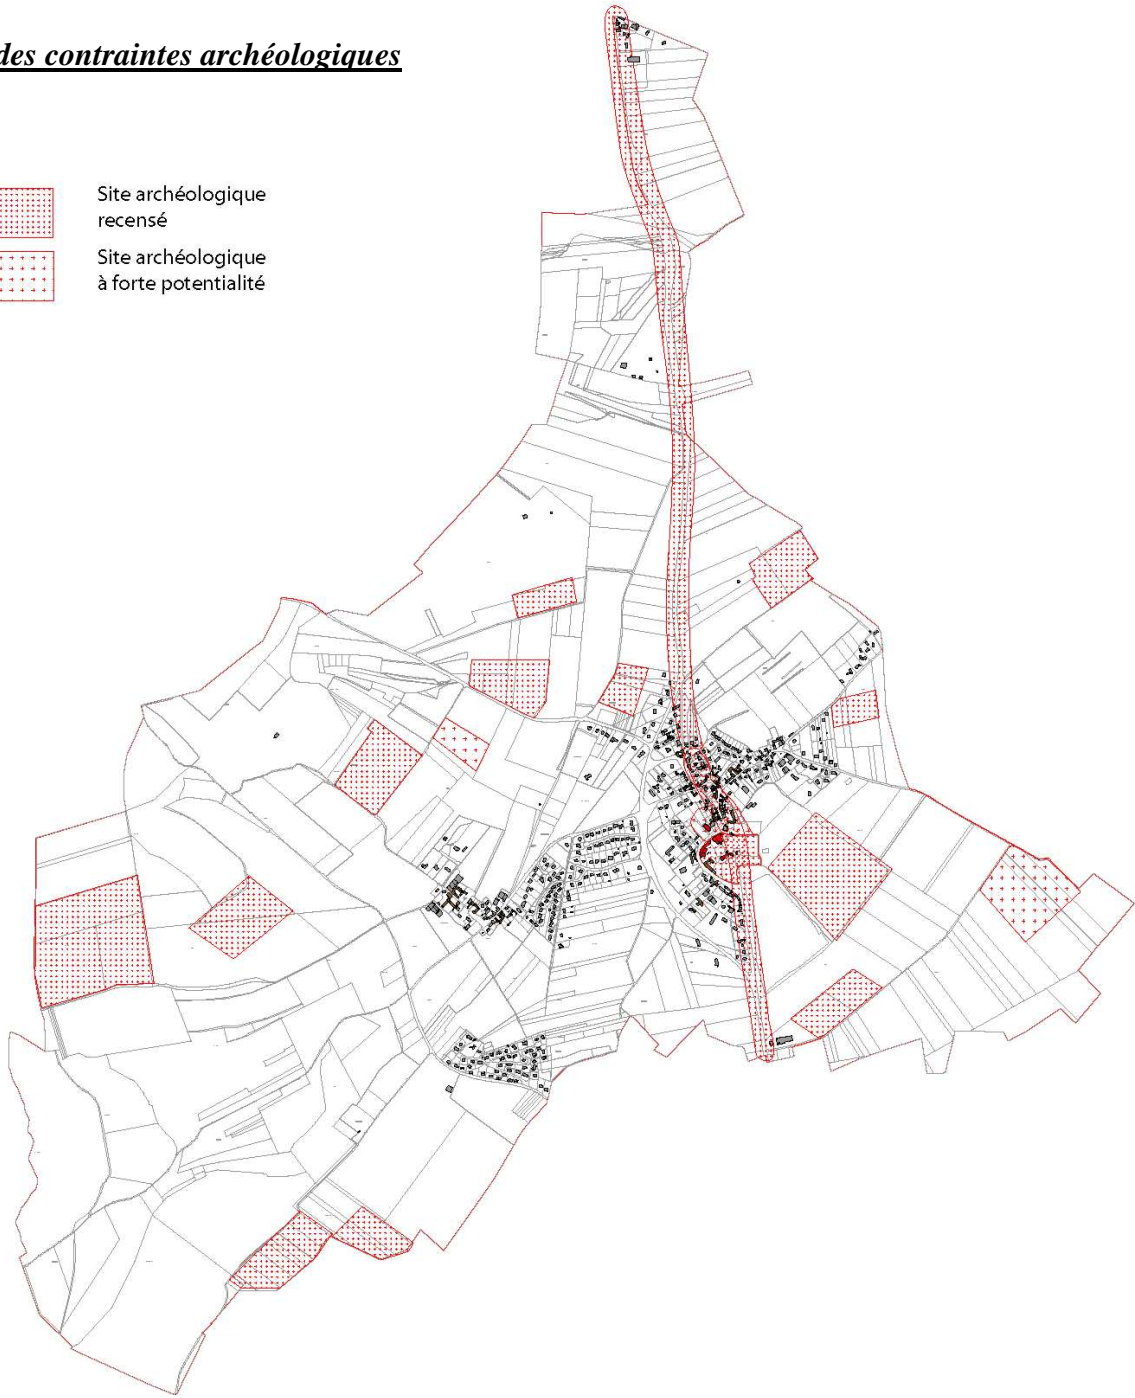 des contraintes archéologiques
Site archéologique
recensé
Site archéologique
à forte potentialité